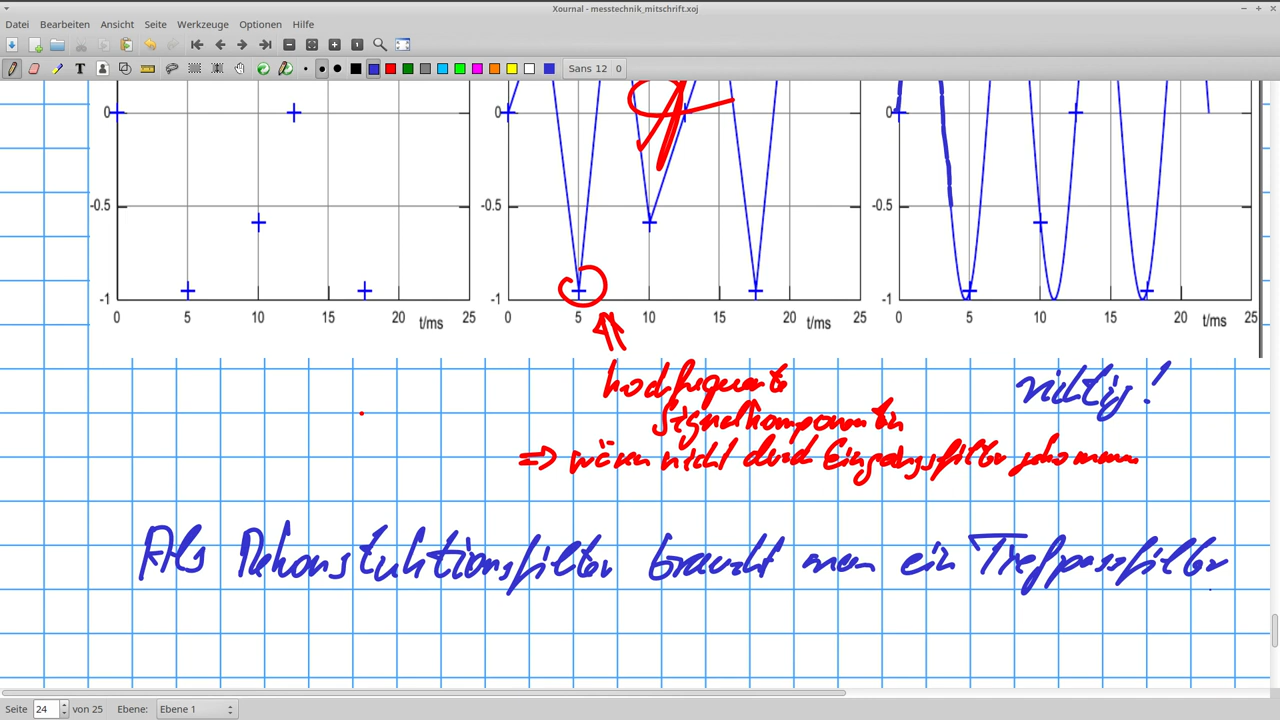 Xournal - messtechnik_mitschrift.xoj
Datei Bearbeiten Ansicht Seite Werkzeuge Optionen Hilfe
T Sans 12 0
0 0 0
-0.5 -0.5 -0.5
-1 -1 -1
0 5 10 15 20 25 t/ms 0 5 10 15 20 25 t/ms 0 5 10 15 20 25 t/ms
hochfrequente
Signalkomponenten
richtig!
=> wären nicht durch Eingangsfilter gekommen
Als Rekonstuktionsfilter braucht man ein Tiefpassfilter
Seite 24 von 25 Ebene: Ebene 1